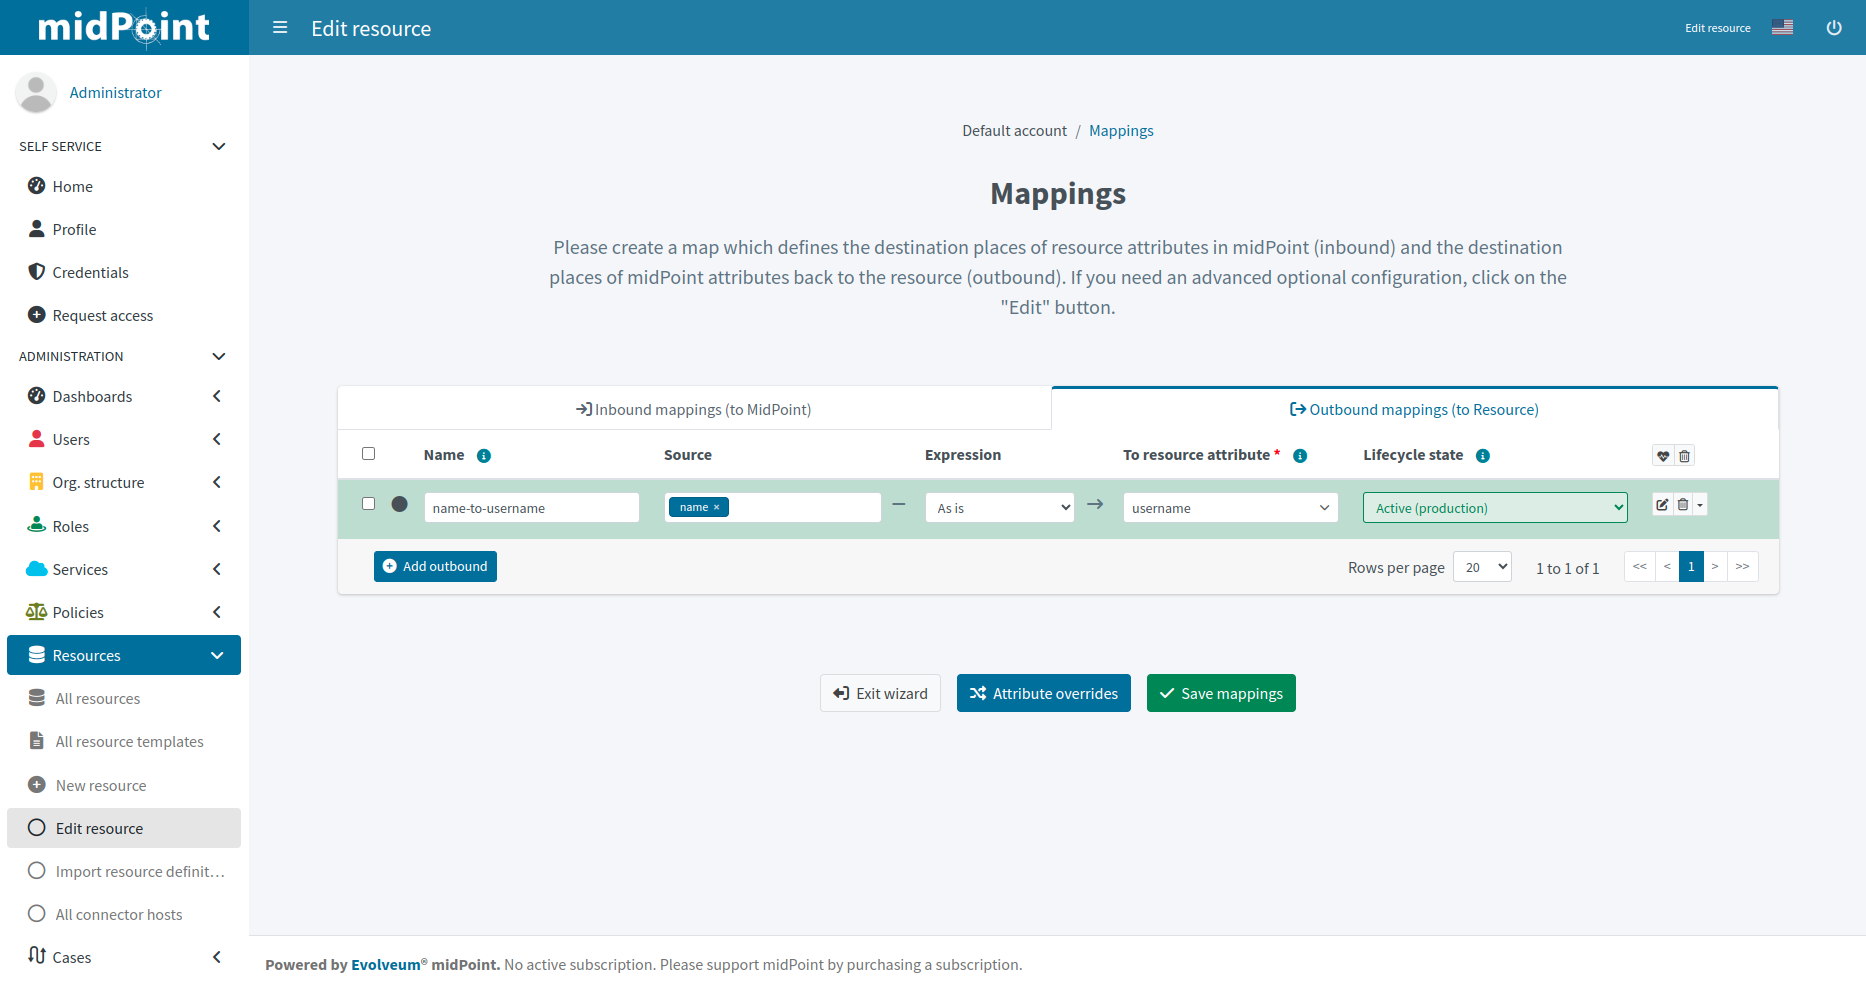 midPoint
Edit resource
Edit resource
Administrator
SELF SERVICE
Home
Profile
Credentials
Request access
ADMINISTRATION
Dashboards
Users
Org. structure
Roles
Services
Policies
Resources
All resources
All resource templates
New resource
Edit resource
Import resource definit...
All connector hosts
Cases
Default account / Mappings
Mappings
Please create a map which defines the destination places of resource attributes in midPoint (inbound) and the destination
places of midPoint attributes back to the resource (outbound). If you need an advanced optional configuration, click on the
"Edit" button.
Inbound mappings (to MidPoint)
Outbound mappings (to Resource)
Name Source Expression To resource attribute * Lifecycle state
name-to-username name × As is username Active (production)
Add outbound
Rows per page 20 1 to 1 of 1 << < 1 > >>
Exit wizard
Attribute overrides
Save mappings
Powered by Evolveum® midPoint. No active subscription. Please support midPoint by purchasing a subscription.